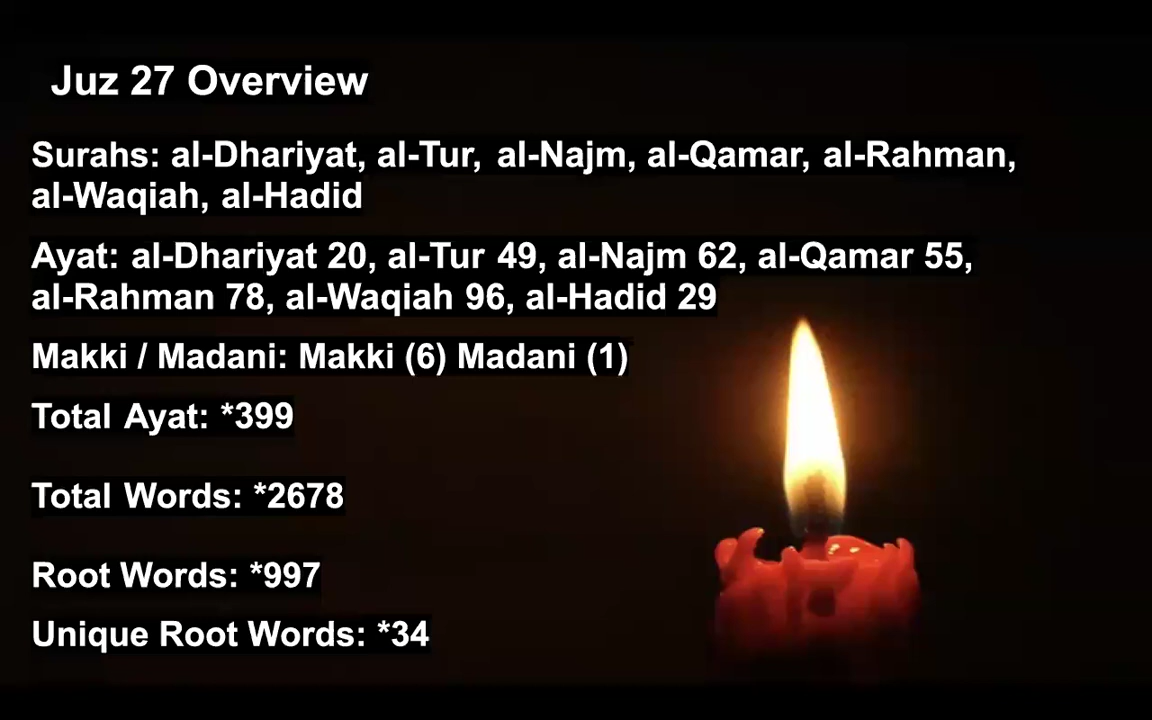 Juz 27 Overview
Surahs: al-Dhariyat, al-Tur, al-Najm, al-Qamar, al-Rahman,
al-Waqiah, al-Hadid
Ayat: al-Dhariyat 20, al-Tur 49, al-Najm 62, al-Qamar 55,
al-Rahman 78, al-Waqiah 96, al-Hadid 29
Makki / Madani: Makki (6) Madani (1)
Total Ayat: *399
Total Words: *2678
Root Words: *997
Unique Root Words: *34